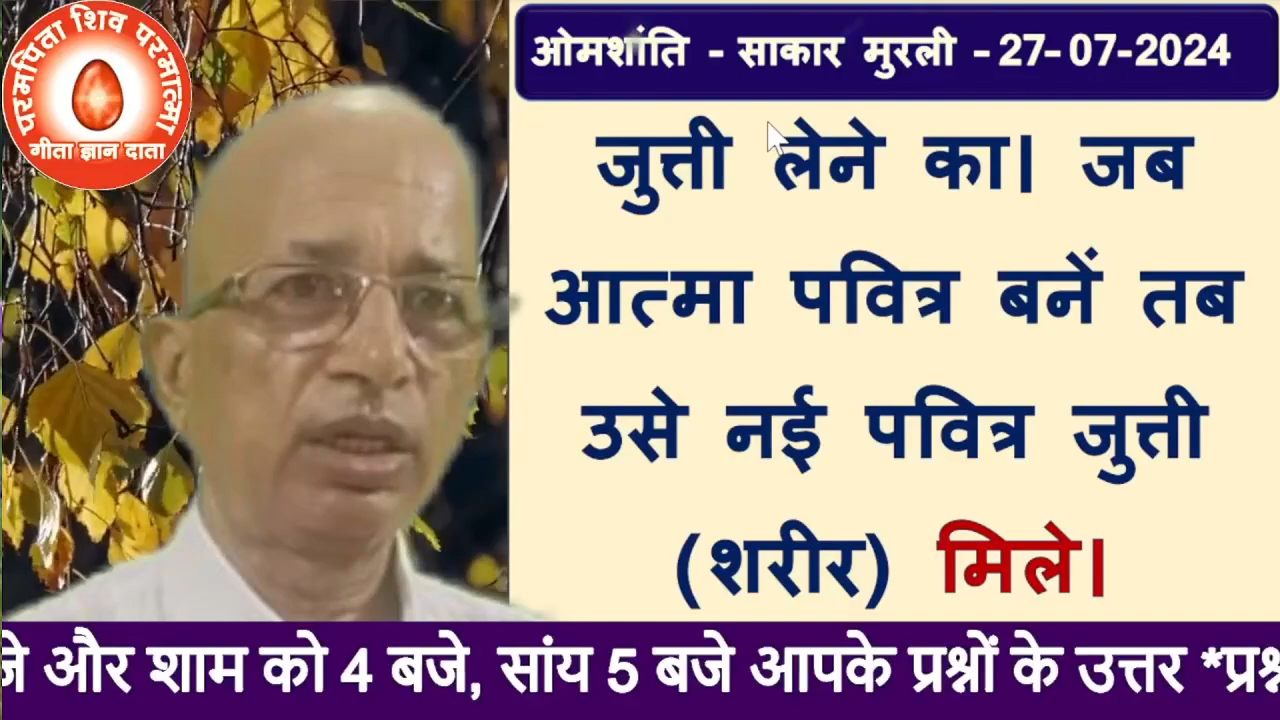 परमपिता शिव परमात्मा
गीता ज्ञान दाता
ओमशांति - साकार मुरली - 27- 07-2024
जुत्ती लेने का। जब
आत्मा पवित्र बनें तब
उसे नई पवित्र जुत्ती
(शरीर) मिले।
और शाम को 4 बजे, सांय 5 बजे आपके प्रश्नों के उत्तर